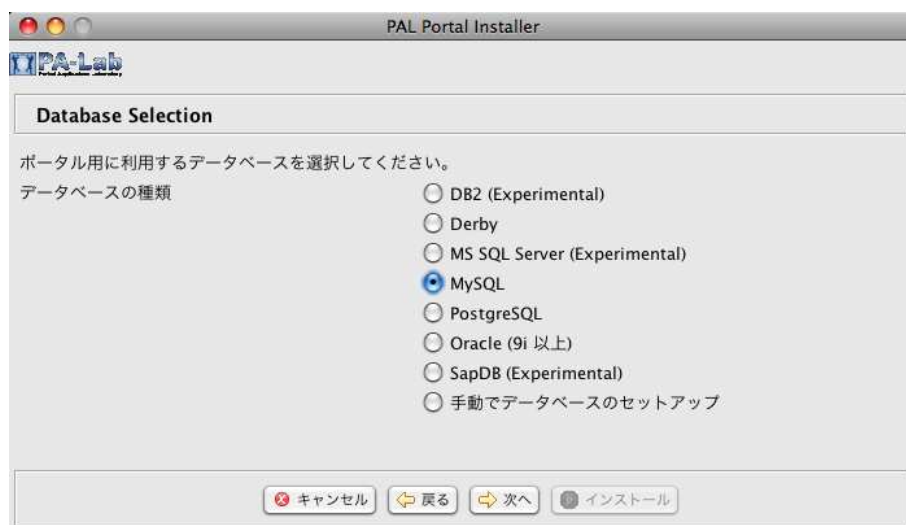 PAL Portal Installer
PA-Lab
Portal Application Laboratory
Database Selection
ポータル用に利用するデータベースを選択してください。
データベースの種類
DB2 (Experimental)
Derby
MS SQL Server (Experimental)
MySQL
PostgreSQL
Oracle (9i 以上)
SapDB (Experimental)
手動でデータベースのセットアップ
キャンセル
戻る
次へ
インストール